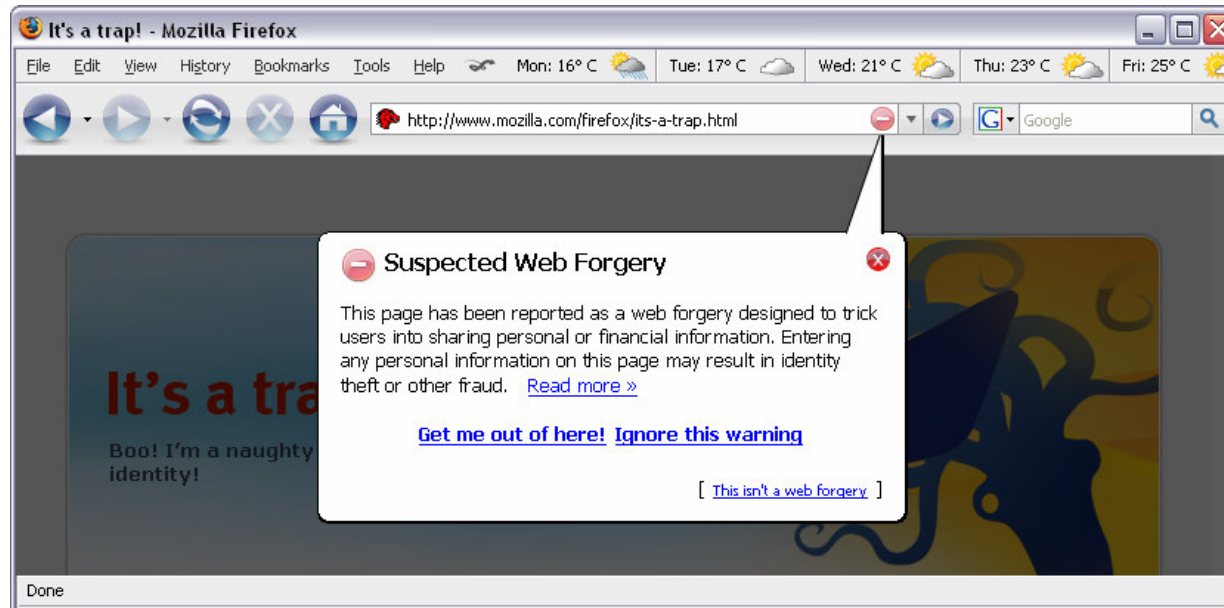 It's a trap! - Mozilla Firefox
File Edit View History Bookmarks Tools Help Mon: 16° C Tue: 17° C Wed: 21° C Thu: 23° C Fri: 25° C
http://www.mozilla.com/firefox/its-a-trap.html G Google
Suspected Web Forgery
This page has been reported as a web forgery designed to trick
users into sharing personal or financial information. Entering
any personal information on this page may result in identity
theft or other fraud. Read more »
Get me out of here! Ignore this warning
[ This isn't a web forgery ]
It's a tra
Boo! I'm a naughty
identity!
Done